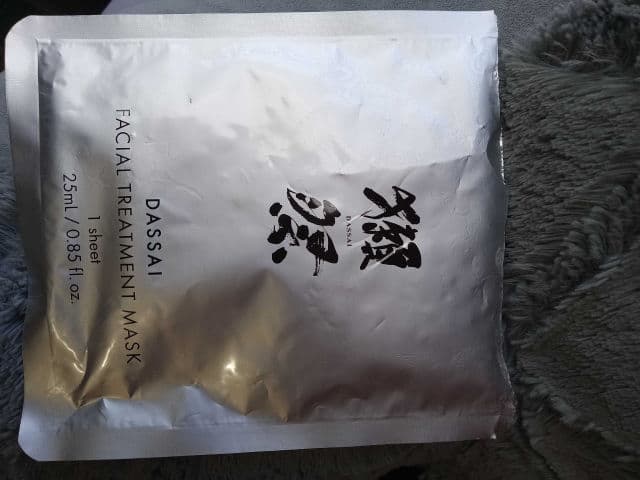 獺
DASSAI
祭
DASSAI
FACIAL TREATMENT MASK
1 sheet
25mL / 0.85 fl. oz.